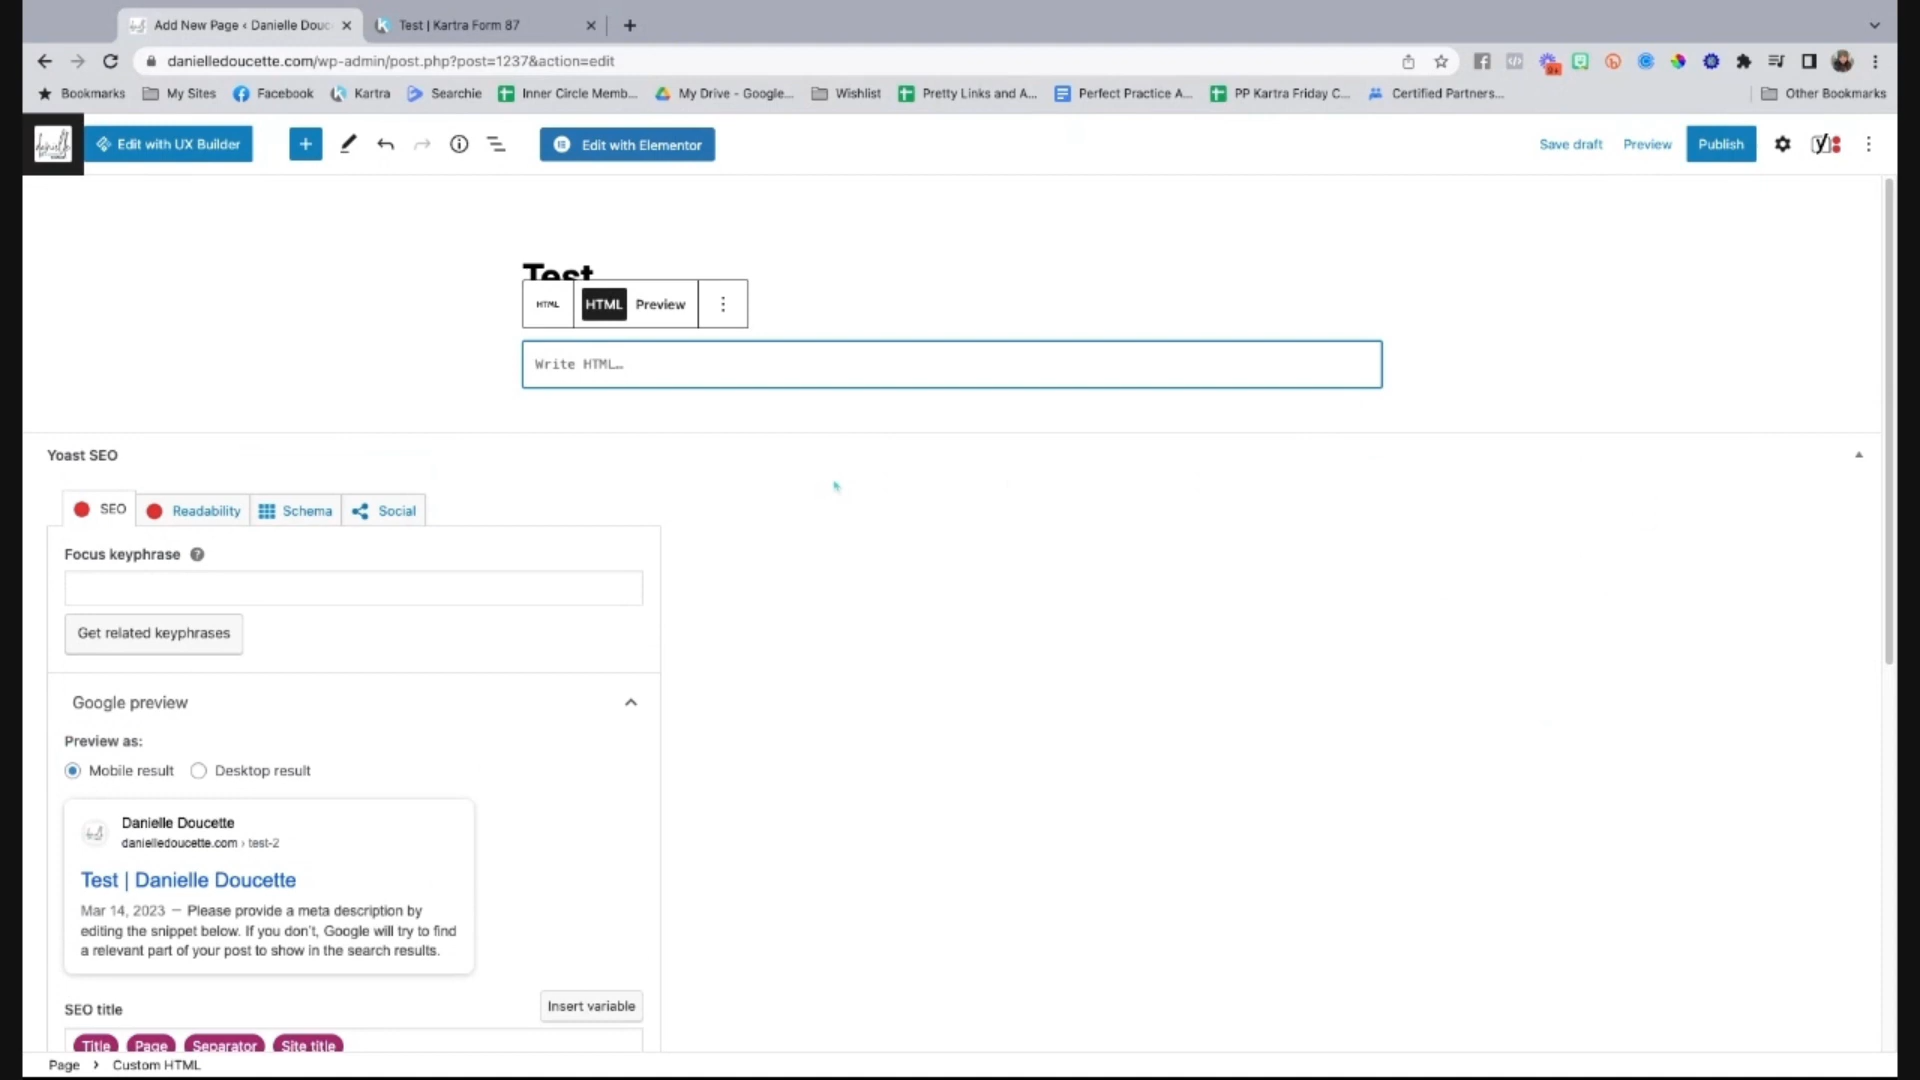 Add New Page ‹ Danielle Douc
Test | Kartra Form 87
danielledoucette.com/wp-admin/post.php?post=1237&action=edit
9+
Bookmarks
My Sites
Facebook
Kartra
Searchie
Inner Circle Memb...
My Drive - Google...
Wishlist
Pretty Links and A...
Perfect Practice A...
PP Kartra Friday C...
Certified Partners...
Other Bookmarks
Edit with UX Builder
Edit with Elementor
Save draft
Preview
Publish
Test
HTML
HTML
Preview
Write HTML…
Yoast SEO
SEO
Readability
Schema
Social
Focus keyphrase
Get related keyphrases
Google preview
Preview as:
Mobile result
Desktop result
Danielle Doucette
danielledoucette.com › test-2
Test | Danielle Doucette
Mar 14, 2023 – Please provide a meta description by
editing the snippet below. If you don't, Google will try to find
a relevant part of your post to show in the search results.
SEO title
Insert variable
Title
Page
Separator
Site title
Page › Custom HTML